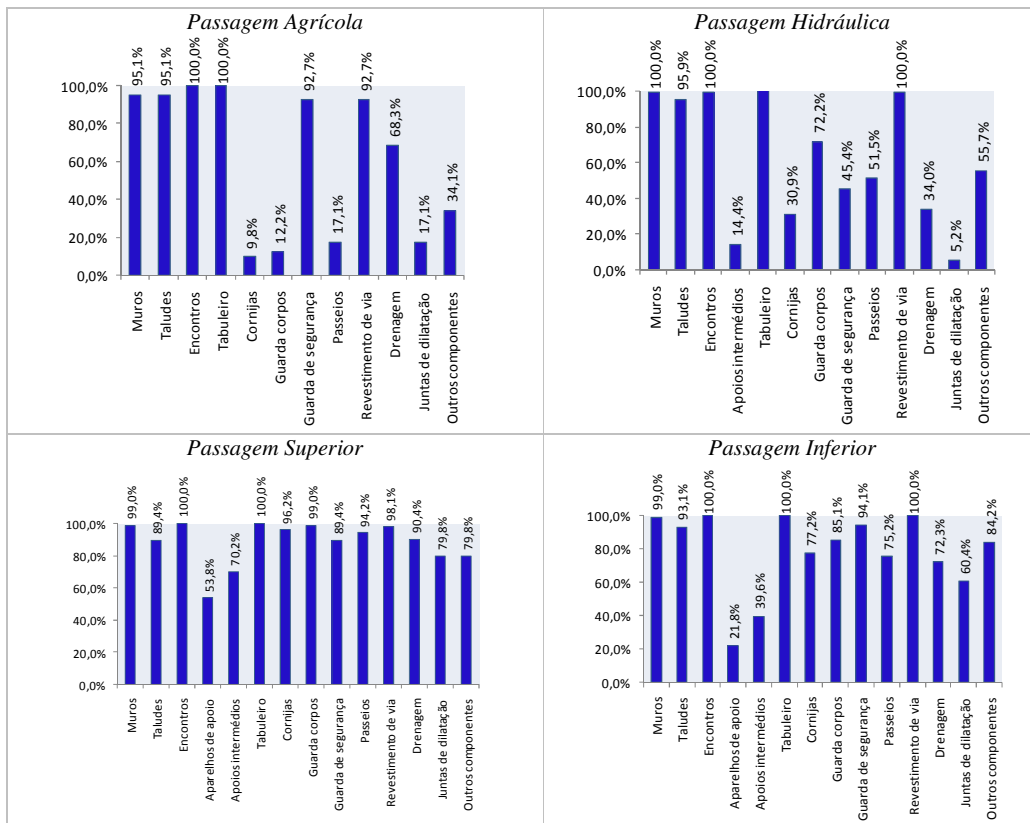 Passagem Agrícola
95,1%
95,1%
100,0%
100,0%
9,8%
12,2%
92,7%
17,1%
92,7%
68,3%
17,1%
34,1%
100,0%
80,0%
60,0%
40,0%
20,0%
0,0%
Muros
Taludes
Encontros
Tabuleiro
Cornijas
Guarda corpos
Guarda de segurança
Passeios
Revestimento de via
Drenagem
Juntas de dilatação
Outros componentes
Passagem Hidráulica
100,0%
95,9%
100,0%
14,4%
30,9%
72,2%
45,4%
51,5%
100,0%
34,0%
5,2%
55,7%
100,0%
80,0%
60,0%
40,0%
20,0%
0,0%
Muros
Taludes
Encontros
Apoios intermédios
Tabuleiro
Cornijas
Guarda corpos
Guarda de segurança
Passeios
Revestimento de via
Drenagem
Juntas de dilatação
Outros componentes
Passagem Superior
99,0%
89,4%
100,0%
53,8%
70,2%
100,0%
96,2%
99,0%
89,4%
94,2%
98,1%
90,4%
79,8%
79,8%
100,0%
80,0%
60,0%
40,0%
20,0%
0,0%
Muros
Taludes
Encontros
Aparelhos de apoio
Apoios intermédios
Tabuleiro
Cornijas
Guarda corpos
Guarda de segurança
Passeios
Revestimento de via
Drenagem
Juntas de dilatação
Outros componentes
Passagem Inferior
99,0%
93,1%
100,0%
21,8%
39,6%
100,0%
77,2%
85,1%
94,1%
75,2%
100,0%
72,3%
60,4%
84,2%
100,0%
80,0%
60,0%
40,0%
20,0%
0,0%
Muros
Taludes
Encontros
Aparelhos de apoio
Apoios intermédios
Tabuleiro
Cornijas
Guarda corpos
Guarda de segurança
Passeios
Revestimento de via
Drenagem
Juntas de dilatação
Outros componentes